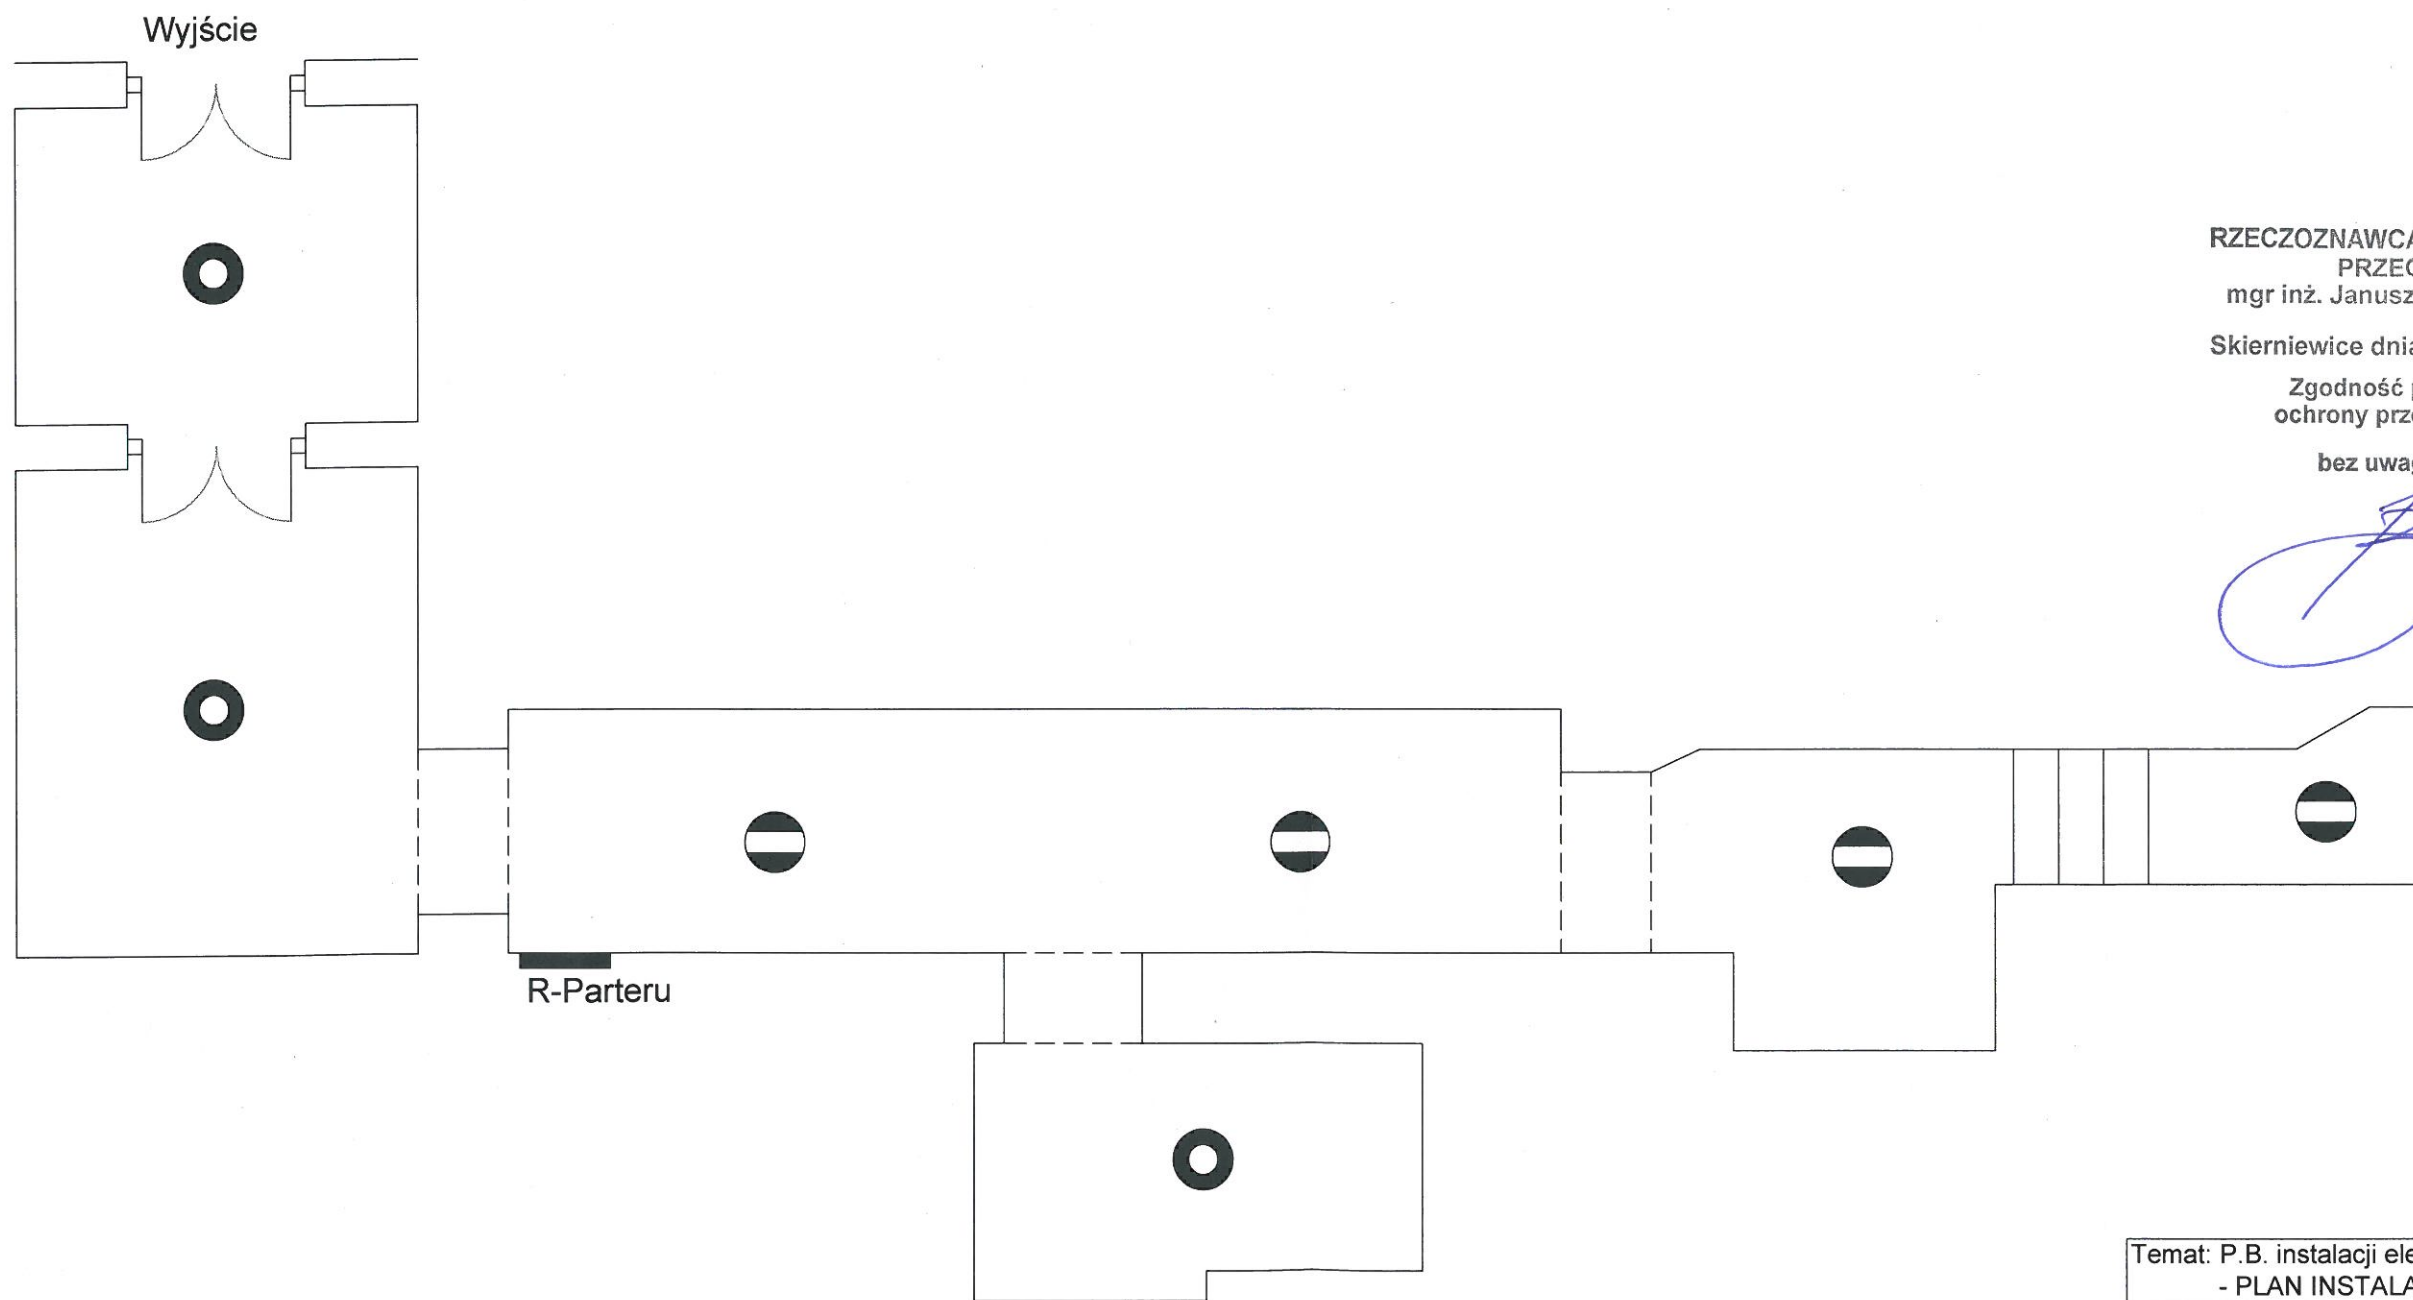 Wyjście
RZECZOZNAWCA
PRZEC
mgr inż. Janusz
Skierniewice dnia
Zgodność p
ochrony prze
bez uwag
R-Parteru
Temat: P.B. instalacji ele
- PLAN INSTALA